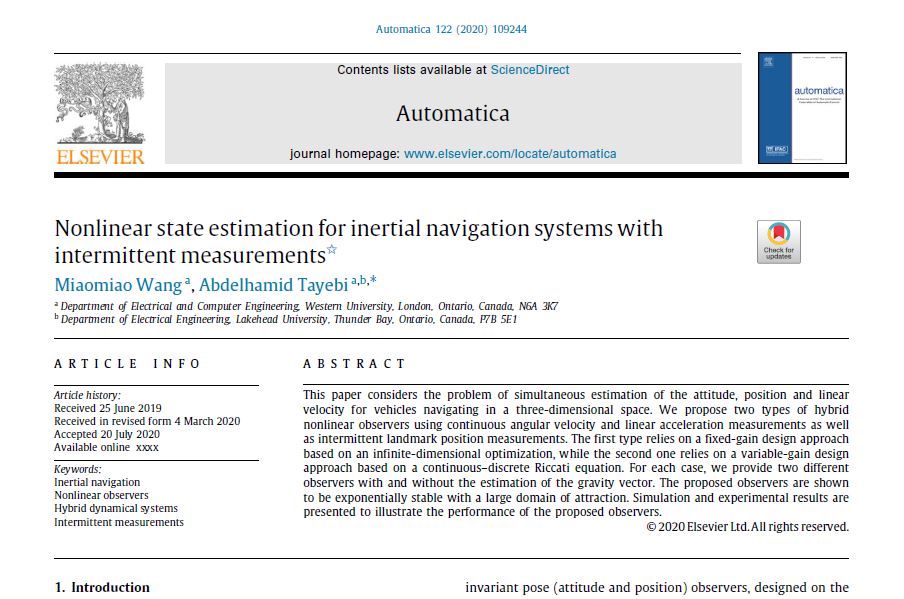 Automatica 122 (2020) 109244
Contents lists available at ScienceDirect
Automatica
journal homepage: www.elsevier.com/locate/automatica
ELSEVIER
automatica
IFAC
Nonlinear state estimation for inertial navigation systems with
intermittent measurements☆
Check for
updates
Miaomiao Wang a, Abdelhamid Tayebi a,b,*
a Department of Electrical and Computer Engineering, Western University, London, Ontario, Canada, N6A 3K7
b Department of Electrical Engineering, Lakehead University, Thunder Bay, Ontario, Canada, P7B 5E1
ARTICLE INFO
Article history:
Received 25 June 2019
Received in revised form 4 March 2020
Accepted 20 July 2020
Available online xxxx
Keywords:
Inertial navigation
Nonlinear observers
Hybrid dynamical systems
Intermittent measurements
ABSTRACT
This paper considers the problem of simultaneous estimation of the attitude, position and linear
velocity for vehicles navigating in a three-dimensional space. We propose two types of hybrid
nonlinear observers using continuous angular velocity and linear acceleration measurements as well
as intermittent landmark position measurements. The first type relies on a fixed-gain design approach
based on an infinite-dimensional optimization, while the second one relies on a variable-gain design
approach based on a continuous–discrete Riccati equation. For each case, we provide two different
observers with and without the estimation of the gravity vector. The proposed observers are shown
to be exponentially stable with a large domain of attraction. Simulation and experimental results are
presented to illustrate the performance of the proposed observers.
© 2020 Elsevier Ltd. All rights reserved.
1. Introduction
invariant pose (attitude and position) observers, designed on the